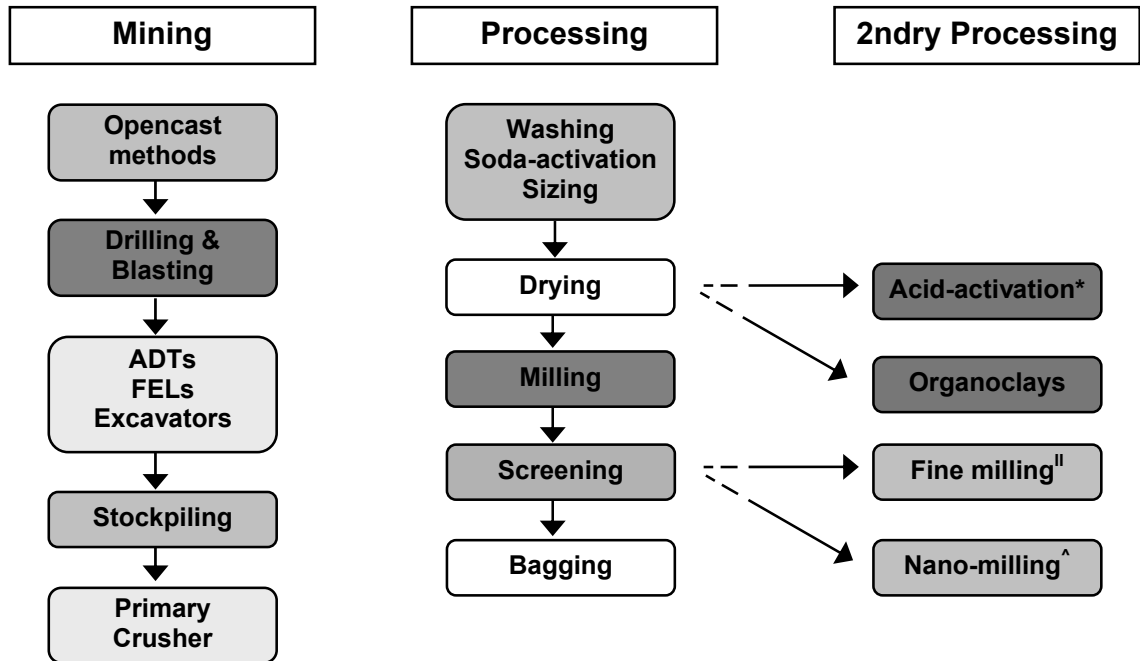 Mining
Opencast
methods
Drilling &
Blasting
ADTs
FELs
Excavators
Stockpiling
Primary
Crusher
Processing
Washing
Soda-activation
Sizing
Drying
Milling
Screening
Bagging
2ndry Processing
Acid-activation*
Organoclays
Fine milling^II
Nano-milling^